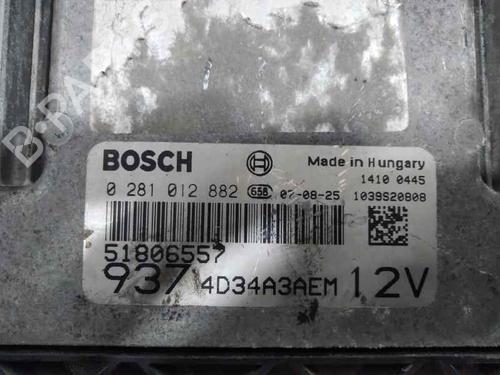 B-PARTS
BOSCH Made in Hungary
1410 0445
0 281 012 882 658 07-08-25 1039S20808
51806557
937 4D34A3AEM 12V